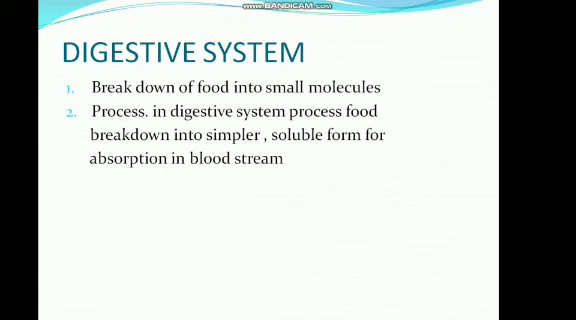 www.BANDICAM.com
DIGESTIVE SYSTEM
1. Break down of food into small molecules
2. Process. in digestive system process food
breakdown into simpler , soluble form for
absorption in blood stream